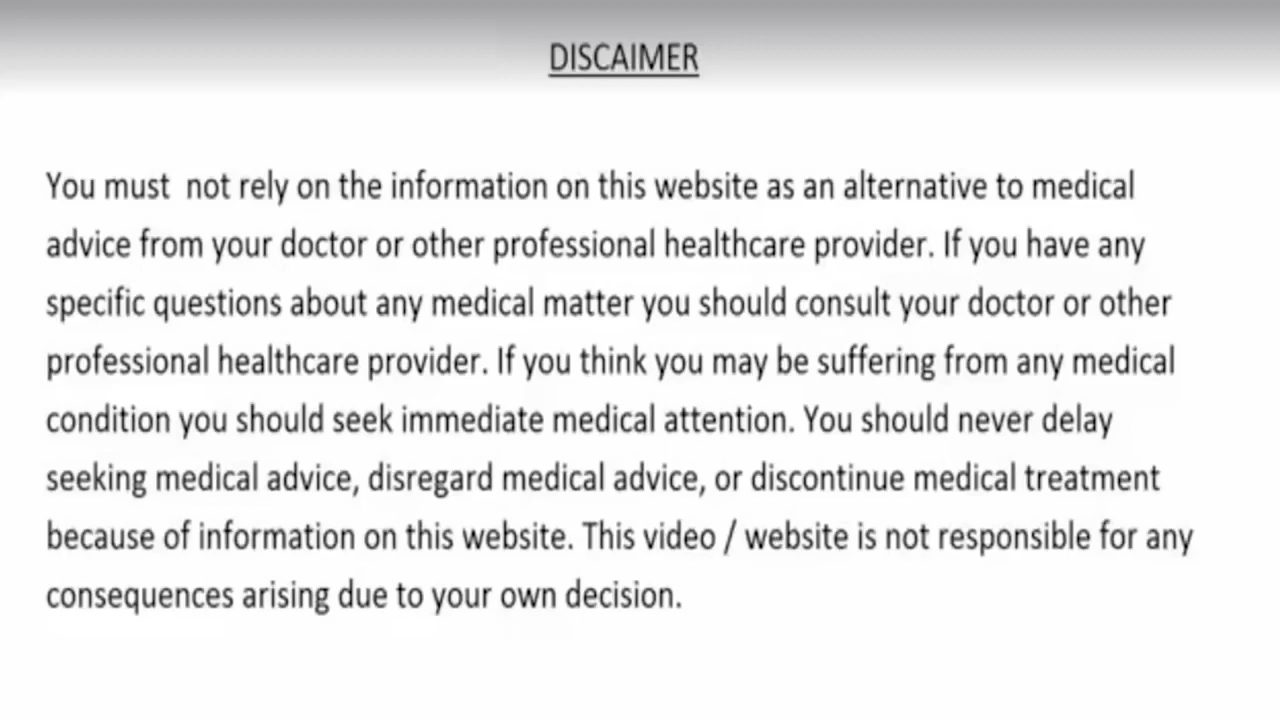 DISCAIMER
You must  not rely on the information on this website as an alternative to medical
advice from your doctor or other professional healthcare provider. If you have any
specific questions about any medical matter you should consult your doctor or other
professional healthcare provider. If you think you may be suffering from any medical
condition you should seek immediate medical attention. You should never delay
seeking medical advice, disregard medical advice, or discontinue medical treatment
because of information on this website. This video / website is not responsible for any
consequences arising due to your own decision.